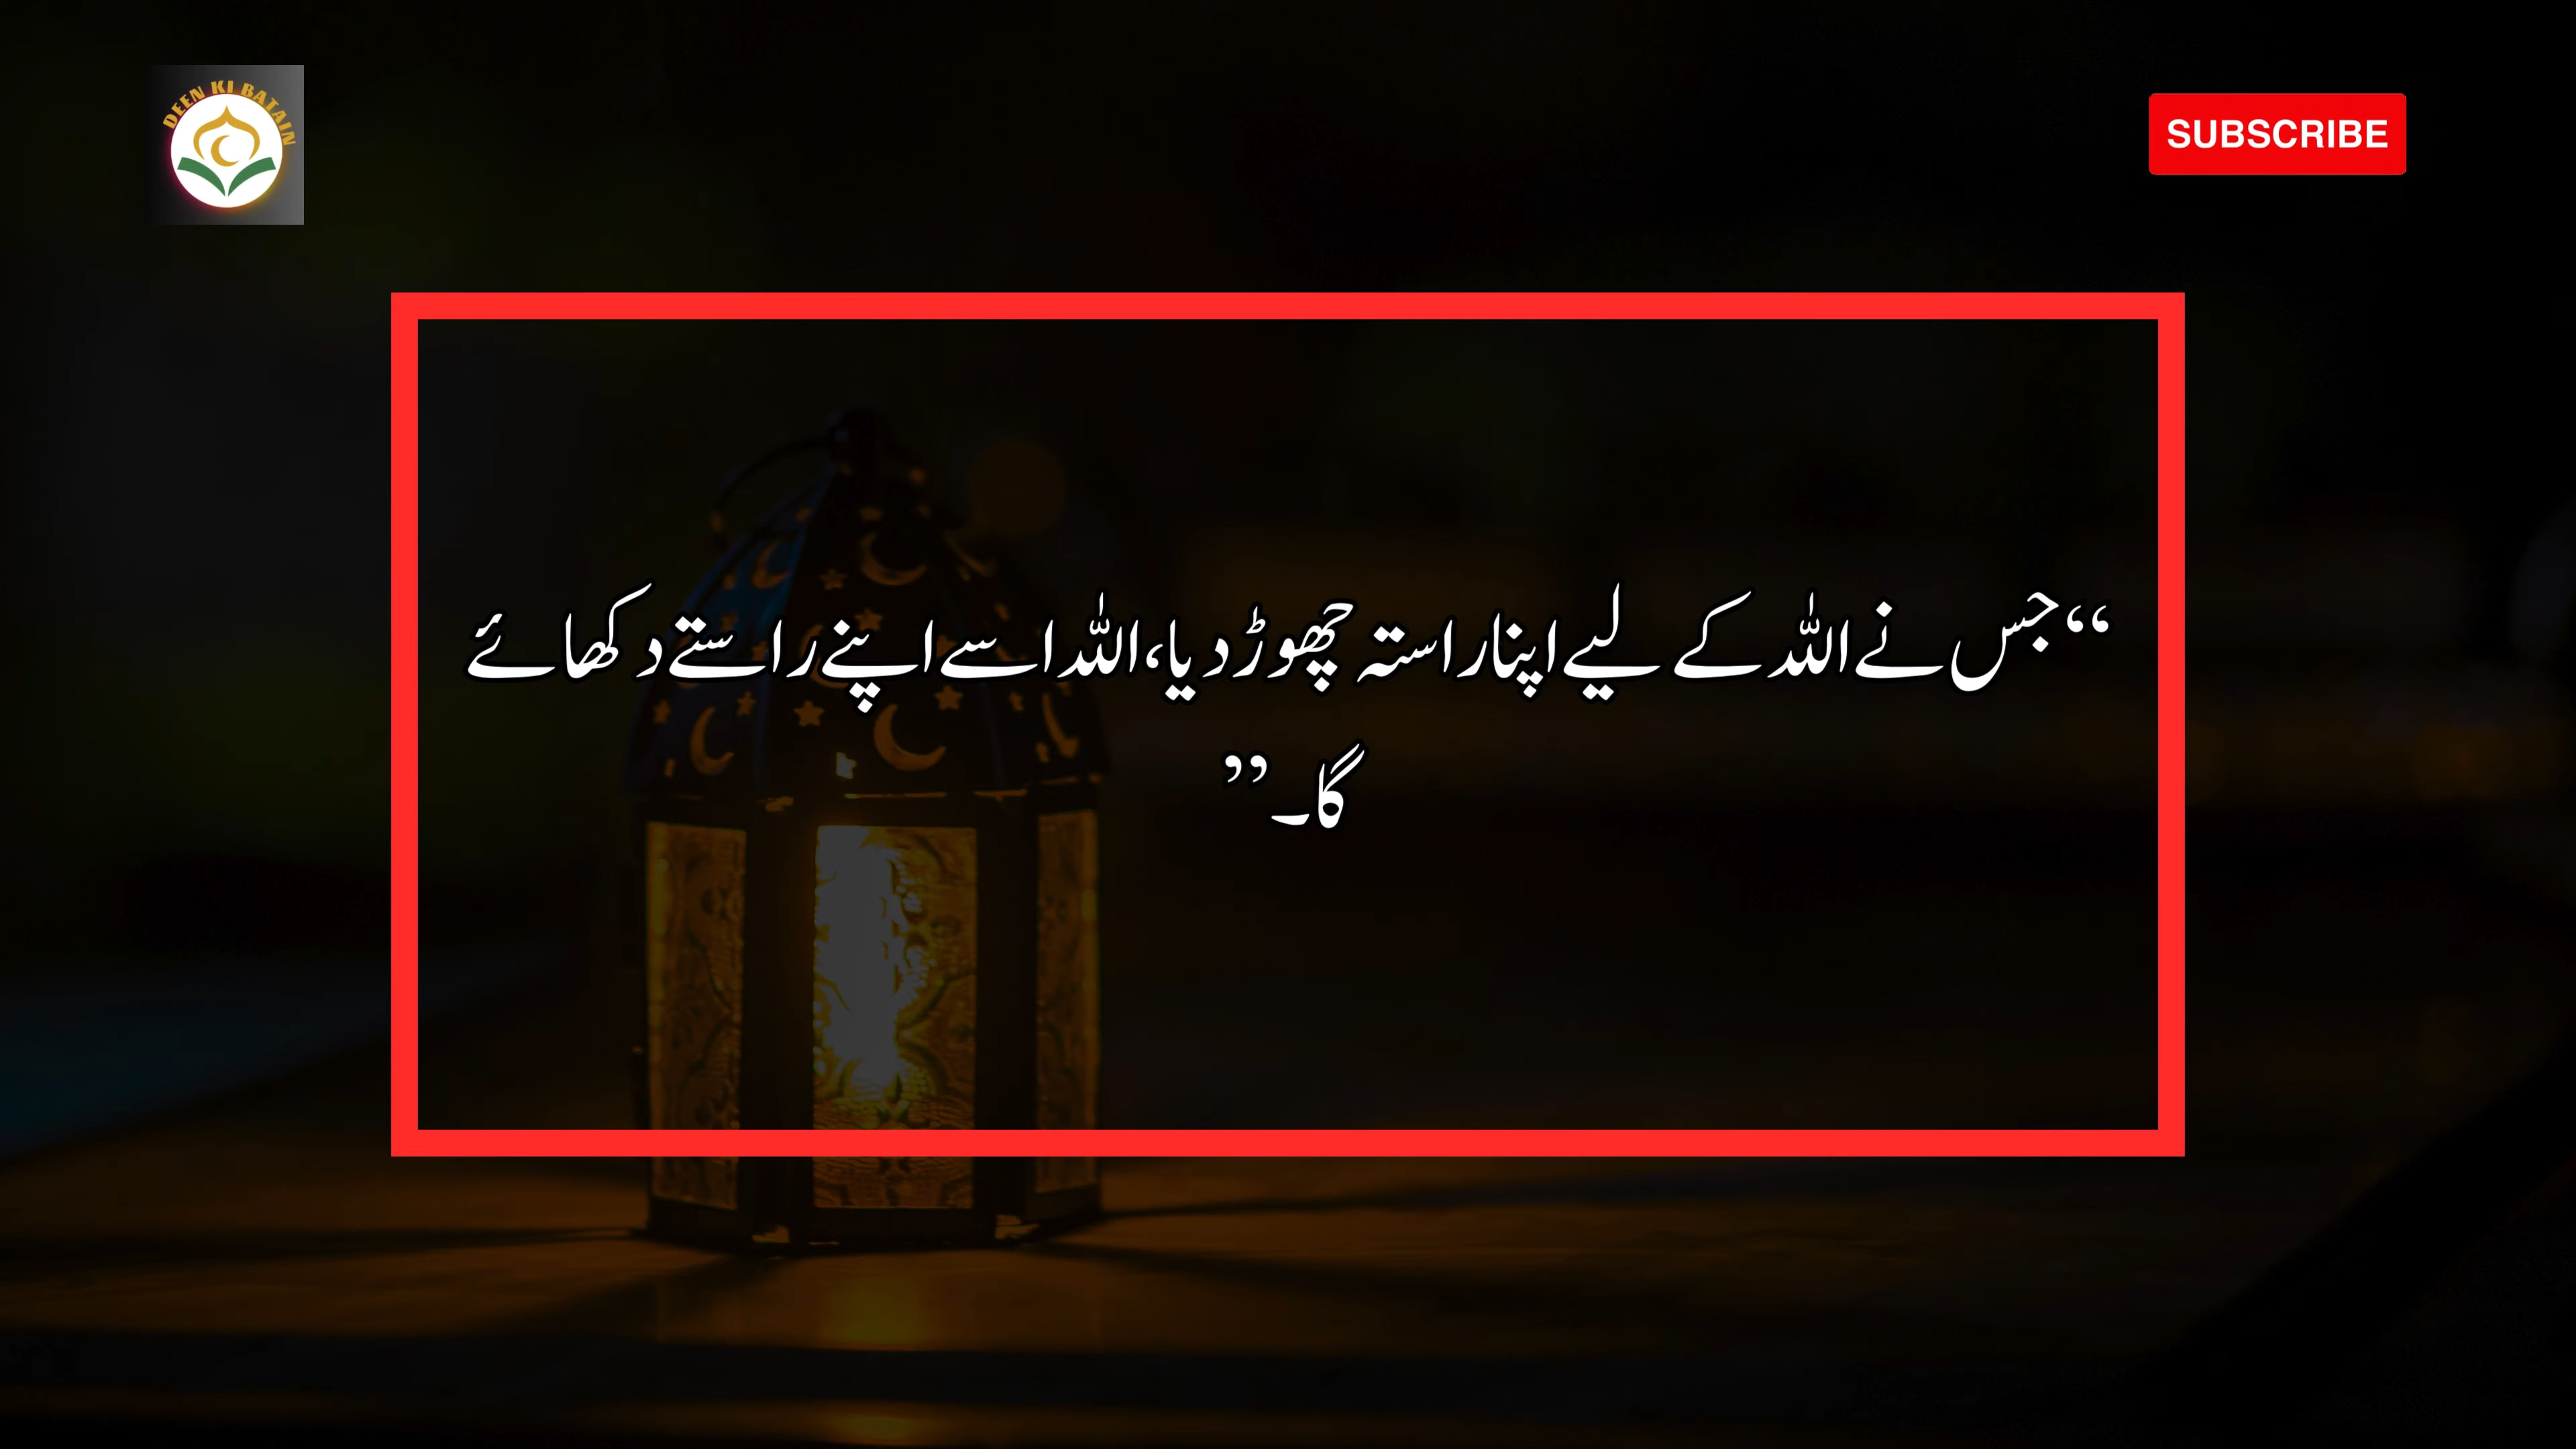 DEEN KI BATAIN
SUBSCRIBE
“جس نے اللہ کے لیے اپنا راستہ چھوڑ دیا، اللہ اسے اپنے راستے دکھائے
گا۔”